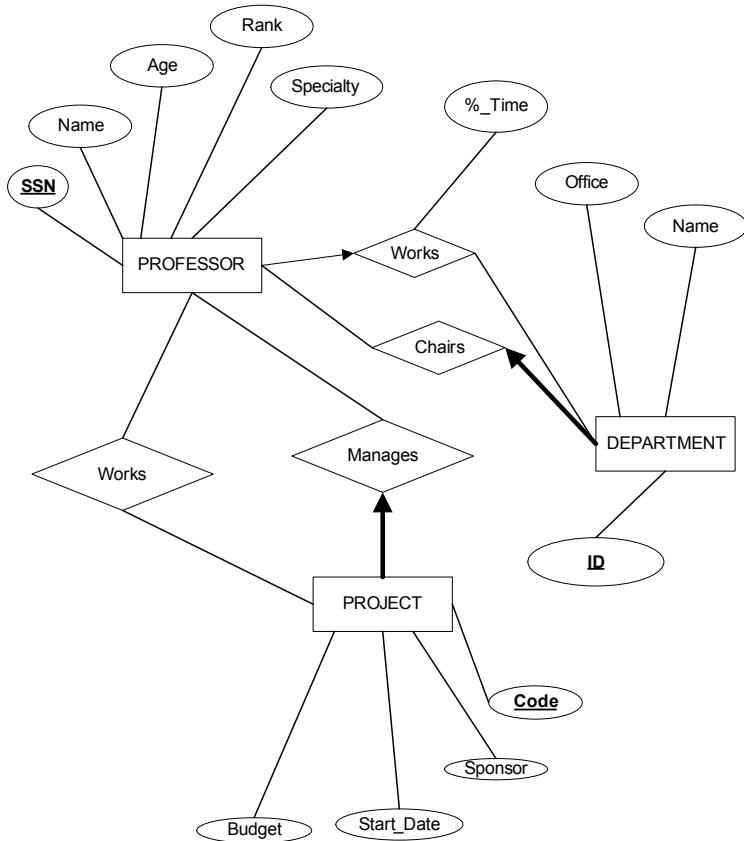 Rank
Age
Specialty
%_Time
Name
Office
SSN
Name
Works
PROFESSOR
Chairs
DEPARTMENT
Manages
Works
ID
PROJECT
Code
Sponsor
Start_Date
Budget